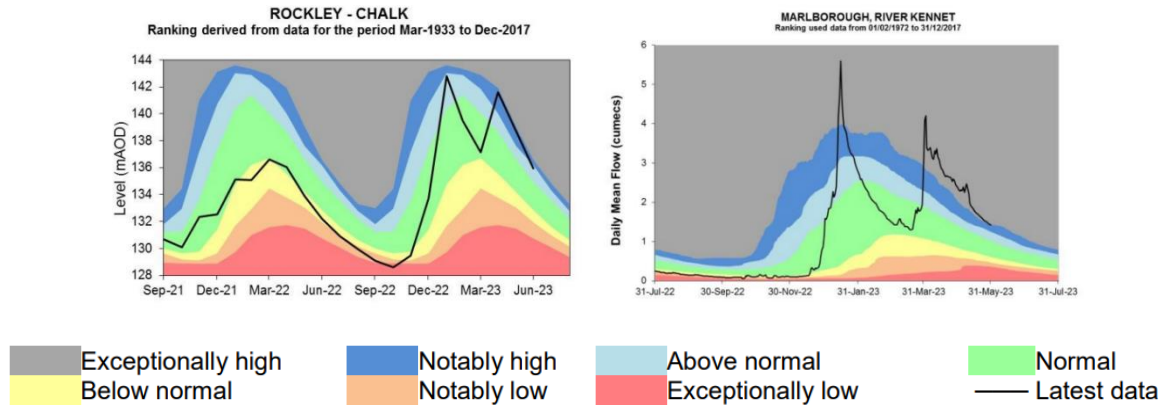 ROCKLEY - CHALK
Ranking derived from data for the period Mar-1933 to Dec-2017
Level (mAOD)
144
142
140
138
136
134
132
130
128
Sep-21 Dec-21 Mar-22 Jun-22 Sep-22 Dec-22 Mar-23 Jun-23
MARLBOROUGH, RIVER KENNET
Ranking used data from 01/02/1972 to 31/12/2017
Daily Mean Flow (cumecs)
6
5
4
3
2
1
0
31-Jul-22 30-Sep-22 30-Nov-22 31-Jan-23 31-Mar-23 31-May-23 31-Jul-23
Exceptionally high Notably high Above normal Normal
Below normal Notably low Exceptionally low Latest data